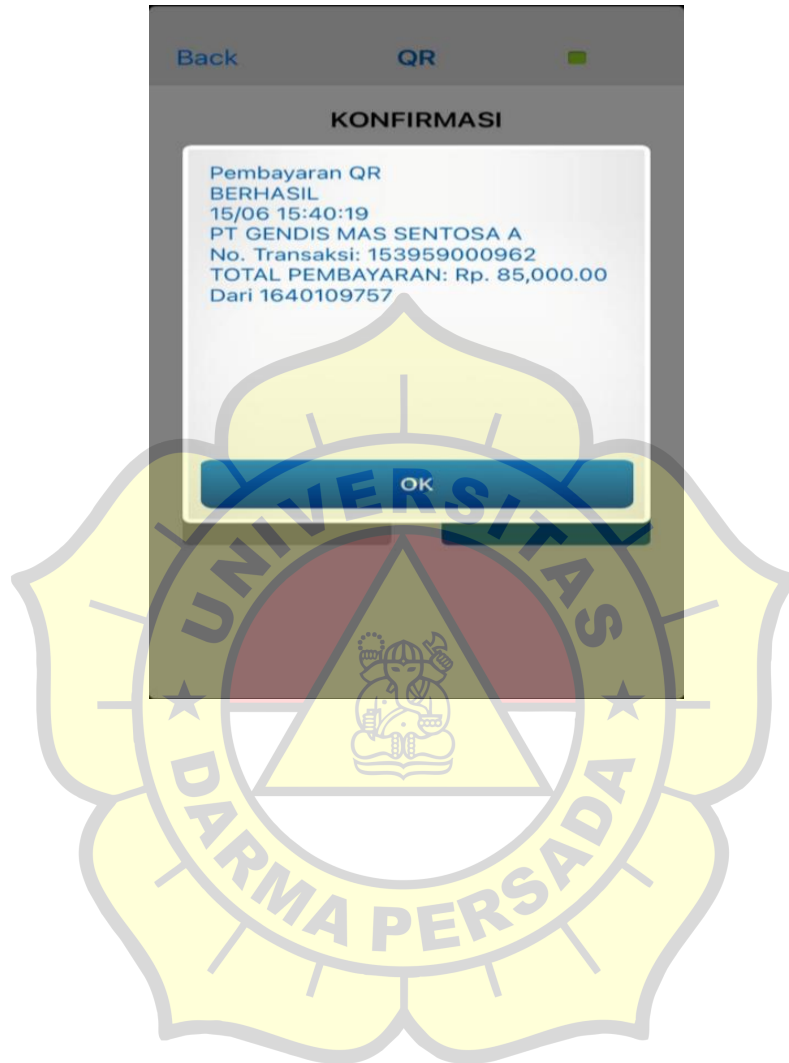 Back QR
KONFIRMASI
Pembayaran QR
BERHASIL
15/06 15:40:19
PT GENDIS MAS SENTOSA A
No. Transaksi: 153959000962
TOTAL PEMBAYARAN: Rp. 85,000.00
Dari 1640109757
OK
UNIVERSITAS
DARMA PERSADA